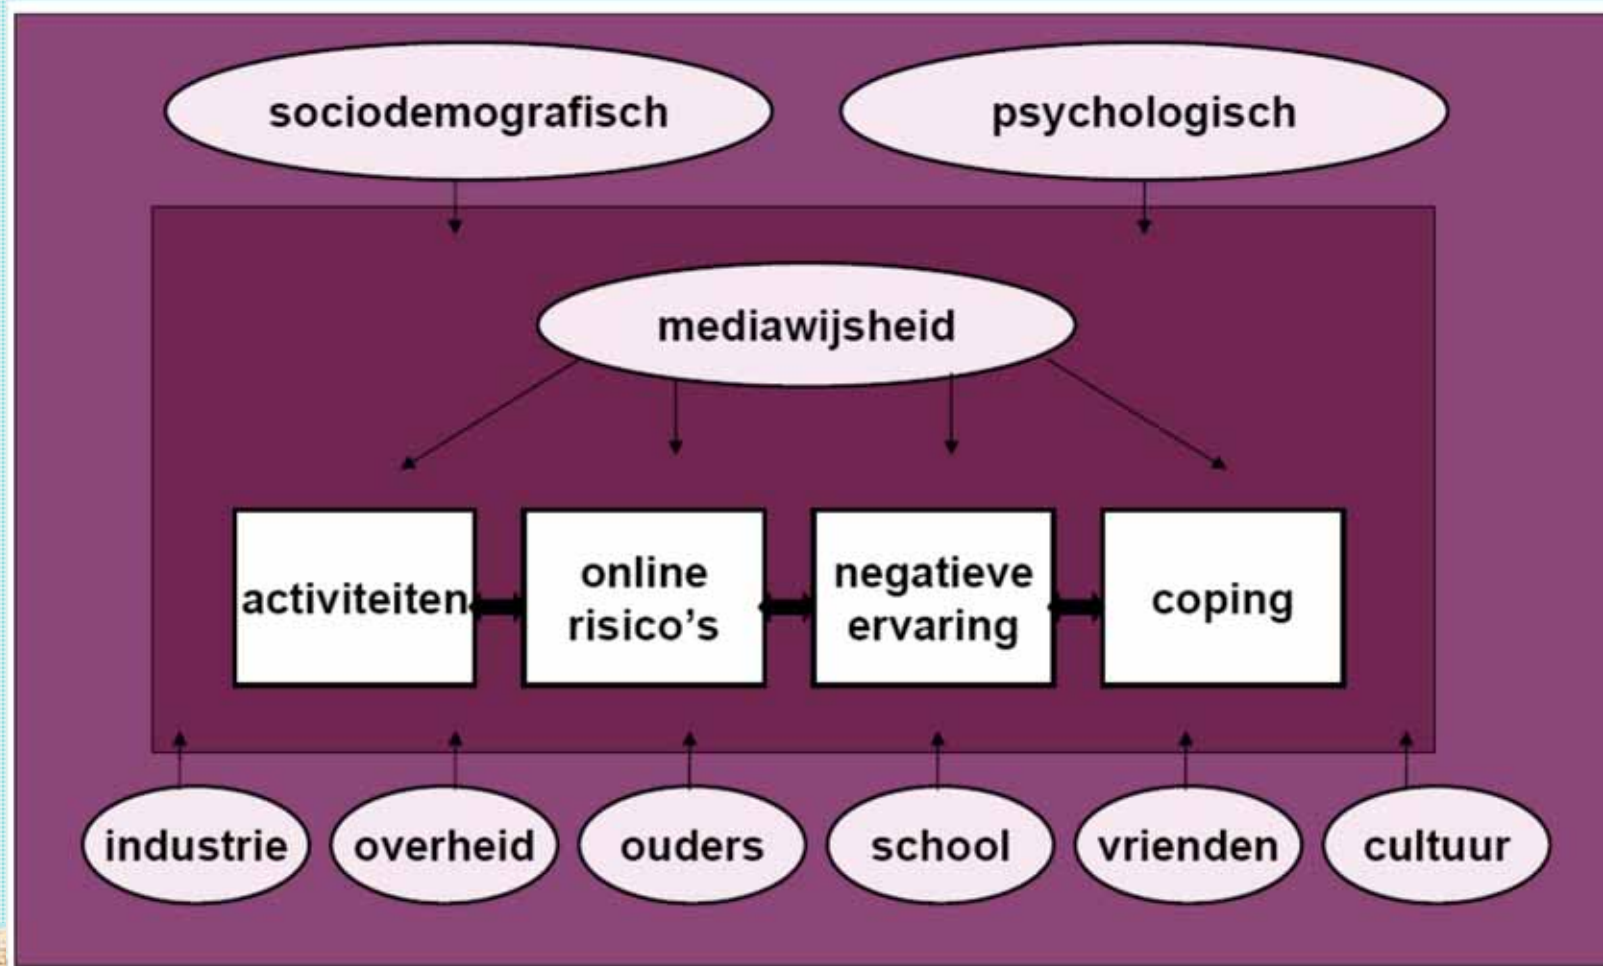 sociodemografisch
psychologisch
mediawijsheid
activiteiten
online
risico's
negatieve
ervaring
coping
industrie
overheid
ouders
school
vrienden
cultuur